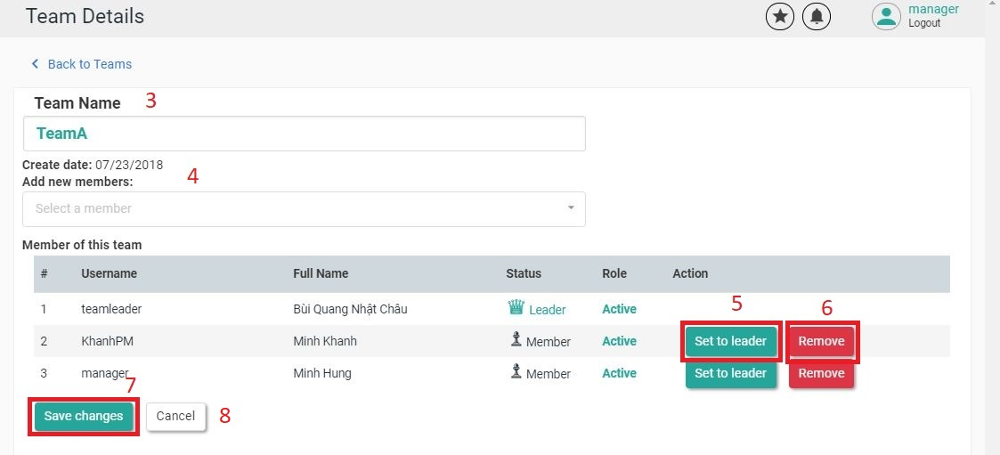 Team Details
manager
Logout
Back to Teams
Team Name 3
TeamA
Create date: 07/23/2018
4
Add new members:
Select a member
Member of this team
# Username Full Name Status Role Action
5 6
1 teamleader Bùi Quang Nhật Châu Leader Active
2 KhanhPM Minh Khanh Member Active Set to leader Remove
3 manager Minh Hung Member Active Set to leader Remove
7
Save changes Cancel 8